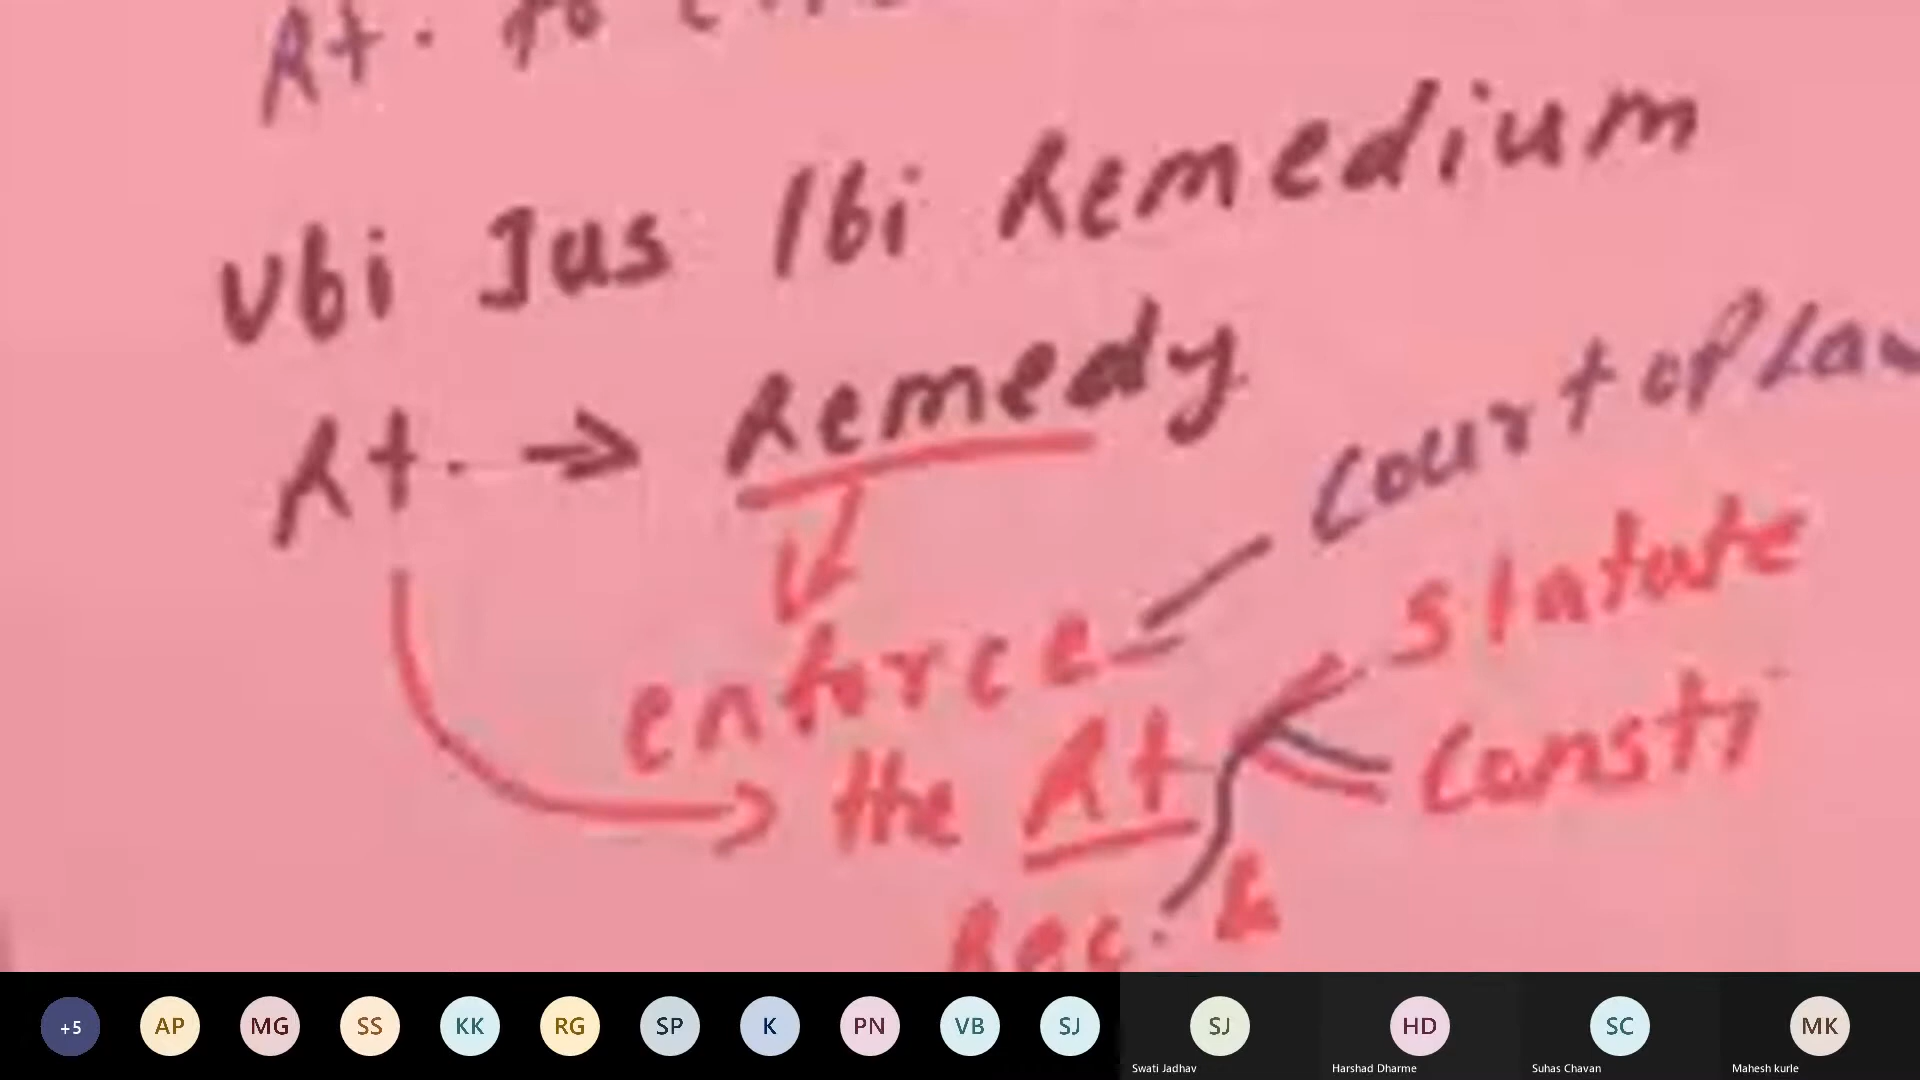 Rt. to
Ubi Jus Ibi Remedium
Rt. → Remedy
Court of Law
enforce
Statute
the Rt
Consti
Rec. &
+5 AP MG SS KK RG SP K PN VB SJ SJ HD SC MK
Swati Jadhav Harshad Dharme Suhas Chavan Mahesh kurle